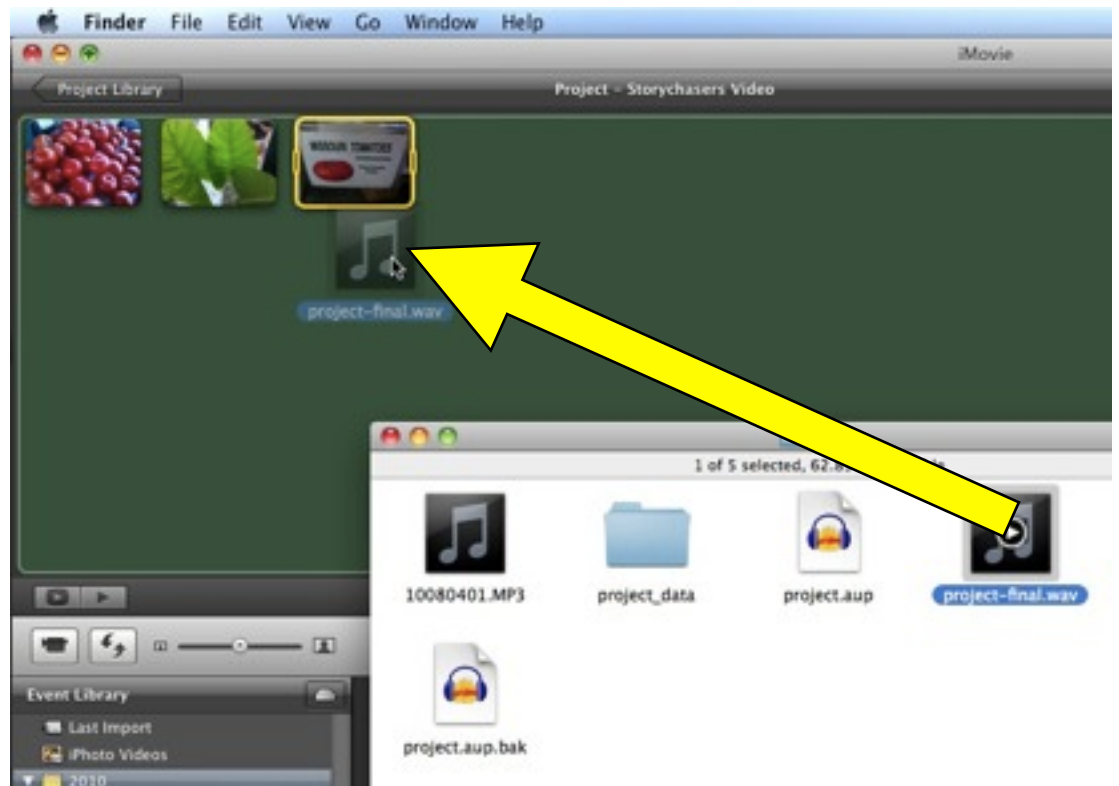 Finder File Edit View Go Window Help
iMovie
Project Library
Project - Storychasers Video
project-final.wav
1 of 5 selected, 62.8
10080401.MP3
project_data
project.aup
project-final.wav
Event Library
project.aup.bak
Last Import
iPhoto Videos
2010